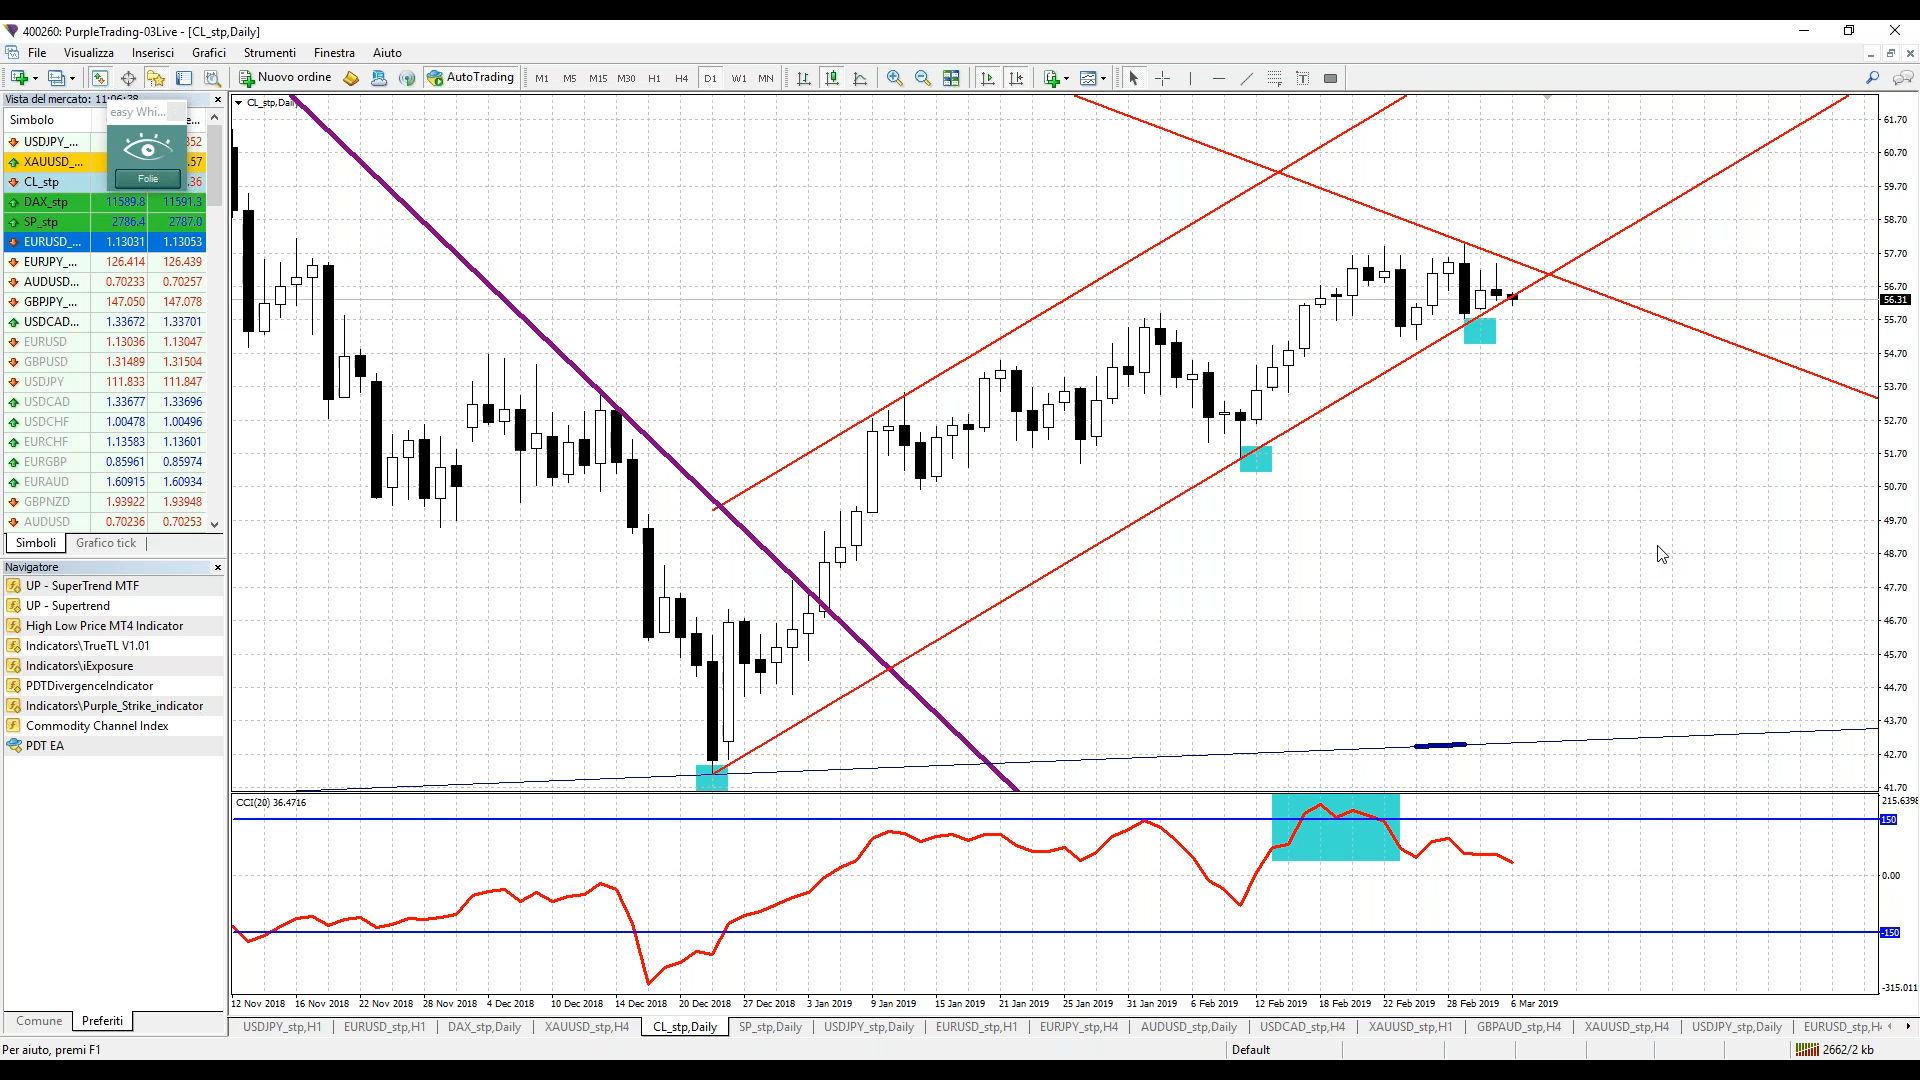 400260: PurpleTrading-03Live - [CL_stp,Daily]
File Visualizza Inserisci Grafici Strumenti Finestra Aiuto
Nuovo ordine AutoTrading M1 M5 M15 M30 H1 H4 D1 W1 MN
Vista del mercato: 11:06:38
easy Whi...
Simbolo e...
Folie
USDJPY_... 352
XAUUSD_... .57
CL_stp .36
DAX_stp 11589.8 11591.3
SP_stp 2786.4 2787.0
EURUSD_... 1.13031 1.13053
EURJPY_... 126.414 126.439
AUDUSD... 0.70233 0.70257
GBPJPY_... 147.050 147.078
USDCAD... 1.33672 1.33701
EURUSD 1.13036 1.13047
GBPUSD 1.31489 1.31504
USDJPY 111.833 111.847
USDCAD 1.33677 1.33696
USDCHF 1.00478 1.00496
EURCHF 1.13583 1.13601
EURGBP 0.85961 0.85974
EURAUD 1.60915 1.60934
GBPNZD 1.93922 1.93948
AUDUSD 0.70236 0.70253
Simboli Grafico tick
Navigatore
UP - SuperTrend MTF
UP - Supertrend
High Low Price MT4 Indicator
Indicators\TrueTL V1.01
Indicators\iExposure
PDTDivergenceIndicator
Indicators\Purple_Strike_indicator
Commodity Channel Index
PDT EA
Comune Preferiti
CL_stp,Daily
61.70
60.70
59.70
58.70
57.70
56.70
56.31
55.70
54.70
53.70
52.70
51.70
50.70
49.70
48.70
47.70
46.70
45.70
44.70
43.70
42.70
41.70
CCI(20) 36.4716
215.6398
150
0.00
-150
-315.011
12 Nov 2018 16 Nov 2018 22 Nov 2018 28 Nov 2018 4 Dec 2018 10 Dec 2018 14 Dec 2018 20 Dec 2018 27 Dec 2018 3 Jan 2019 9 Jan 2019 15 Jan 2019 21 Jan 2019 25 Jan 2019 31 Jan 2019 6 Feb 2019 12 Feb 2019 18 Feb 2019 22 Feb 2019 28 Feb 2019 6 Mar 2019
USDJPY_stp,H1 EURUSD_stp,H1 DAX_stp,Daily XAUUSD_stp,H4 CL_stp,Daily SP_stp,Daily USDJPY_stp,Daily EURUSD_stp,H1 EURJPY_stp,H4 AUDUSD_stp,Daily USDCAD_stp,H4 XAUUSD_stp,H1 GBPAUD_stp,H4 XAUUSD_stp,H4 USDJPY_stp,Daily EURUSD_stp,H4
Per aiuto, premi F1 Default 2662/2 kb